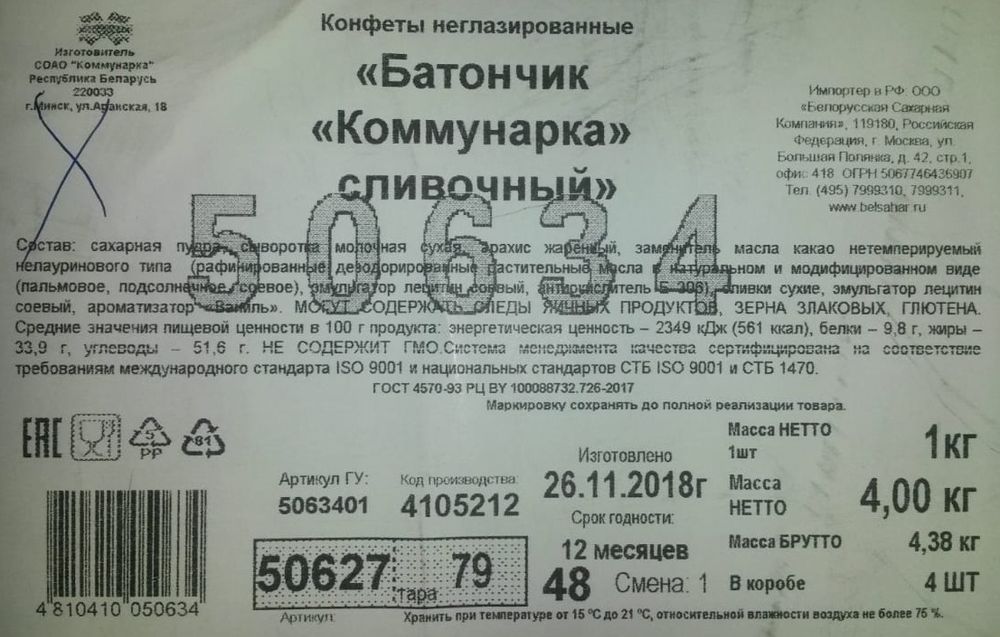 Конфеты неглазированные
Изготовитель
СОАО "Коммунарка"
Республика Беларусь
220033
г.Минск, ул.Аранская, 18
«Батончик
«Коммунарка»
сливочный»
Импортер в РФ: ООО
«Белорусская Сахарная
Компания», 119180, Российская
Федерация, г. Москва, ул.
Большая Полянка, д. 42, стр.1,
офис 418 ОГРН 5067746436907
Тел. (495) 7999310, 7999311,
www.belsahar.ru
50634
Состав: сахарная пудра, сыворотка молочная сухая, арахис жаренный, заменитель масла какао нетемперируемый
нелауринового типа (рафинированные дезодорированные растительные масла в натуральном и модифицированном виде
(пальмовое, подсолнечное, соевое), эмульгатор лецитин соевый, антиокислитель Е 306), сливки сухие, эмульгатор лецитин
соевый, ароматизатор «Ваниль». МОГУТ СОДЕРЖАТЬ СЛЕДЫ ЯИЧНЫХ ПРОДУКТОВ, ЗЕРНА ЗЛАКОВЫХ, ГЛЮТЕНА.
Средние значения пищевой ценности в 100 г продукта: энергетическая ценность – 2349 кДж (561 ккал), белки – 9,8 г, жиры –
33,9 г, углеводы – 51,6 г. НЕ СОДЕРЖИТ ГМО.Система менеджмента качества сертифицирована на соответствие
требованиям международного стандарта ISO 9001 и национальных стандартов СТБ ISO 9001 и СТБ 1470.
ГОСТ 4570-93 РЦ BY 100088732.726-2017
Маркировку сохранять до полной реализации товара.
EAC
5
PP
81
Масса НЕТТО
1шт
1кг
Изготовлено
26.11.2018г
Артикул ГУ:
5063401
Код производства:
4105212
Масса
НЕТТО
4,00 кг
Срок годности:
12 месяцев
Масса БРУТТО
4,38 кг
50627
79
тара
48 Смена: 1
В коробе
4 ШТ
4 810410 050634
Артикул
Хранить при температуре от 15 °С до 21 °С, относительной влажности воздуха не более 75 %.